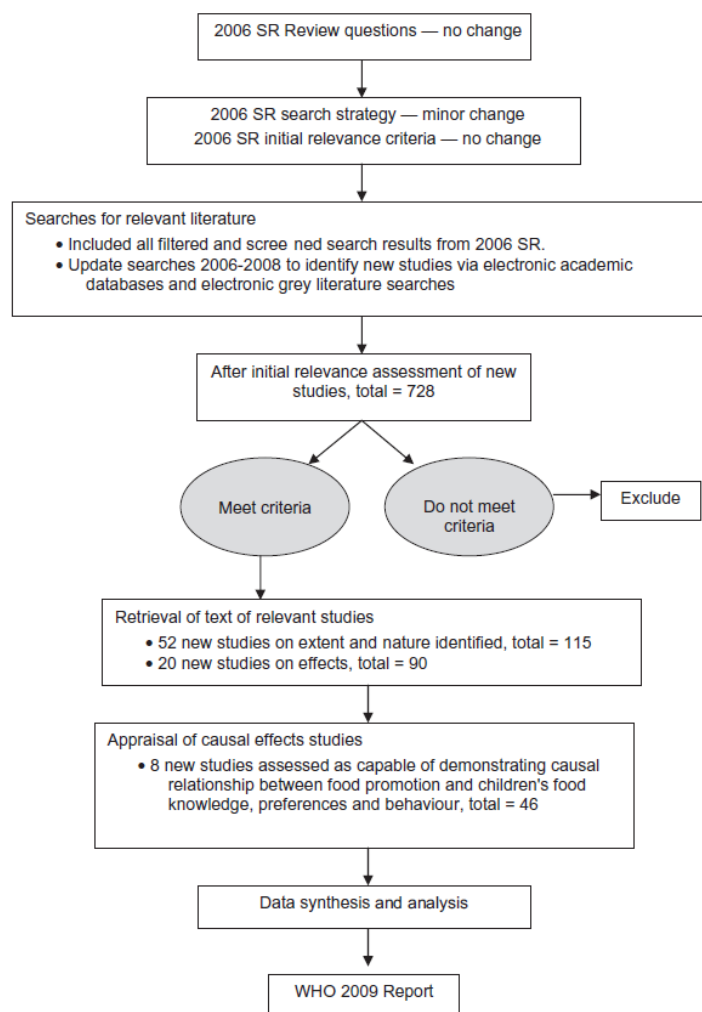 2006 SR Review questions — no change
2006 SR search strategy — minor change
2006 SR initial relevance criteria — no change
Searches for relevant literature
• Included all filtered and scree ned search results from 2006 SR.
• Update searches 2006-2008 to identify new studies via electronic academic
databases and electronic grey literature searches
After initial relevance assessment of new
studies, total = 728
Meet criteria
Do not meet
criteria
Exclude
Retrieval of text of relevant studies
• 52 new studies on extent and nature identified, total = 115
• 20 new studies on effects, total = 90
Appraisal of causal effects studies
• 8 new studies assessed as capable of demonstrating causal
relationship between food promotion and children's food
knowledge, preferences and behaviour, total = 46
Data synthesis and analysis
WHO 2009 Report